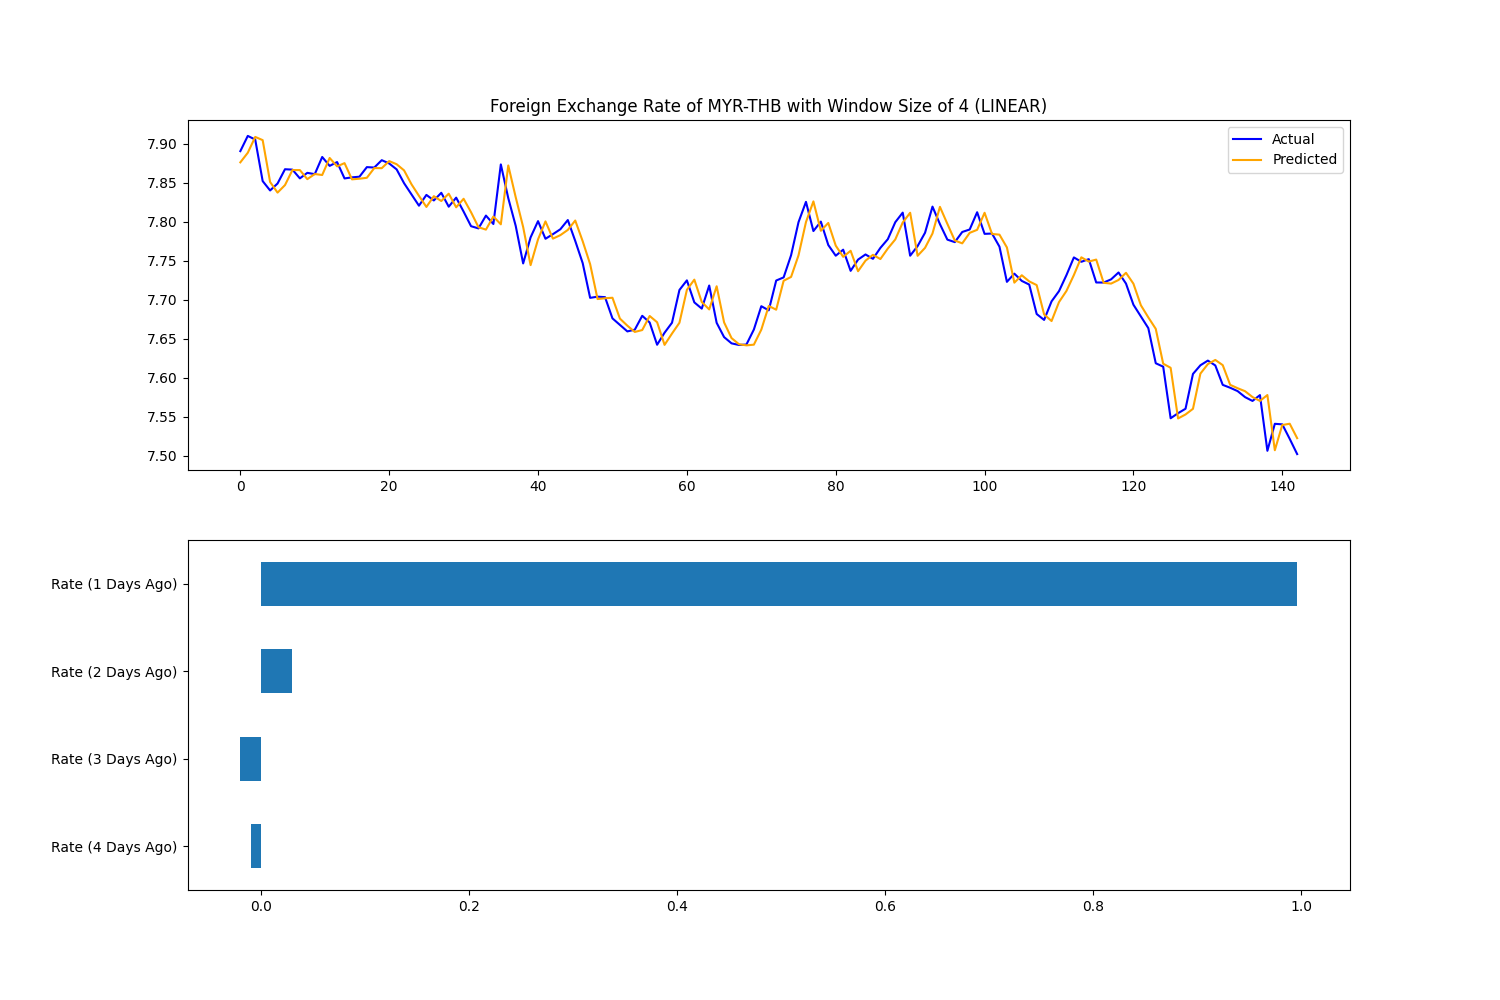 Foreign Exchange Rate of MYR-THB with Window Size of 4 (LINEAR)
Actual
Predicted
7.90
7.85
7.80
7.75
7.70
7.65
7.60
7.55
7.50
0 20 40 60 80 100 120 140
Rate (1 Days Ago)
Rate (2 Days Ago)
Rate (3 Days Ago)
Rate (4 Days Ago)
0.0 0.2 0.4 0.6 0.8 1.0